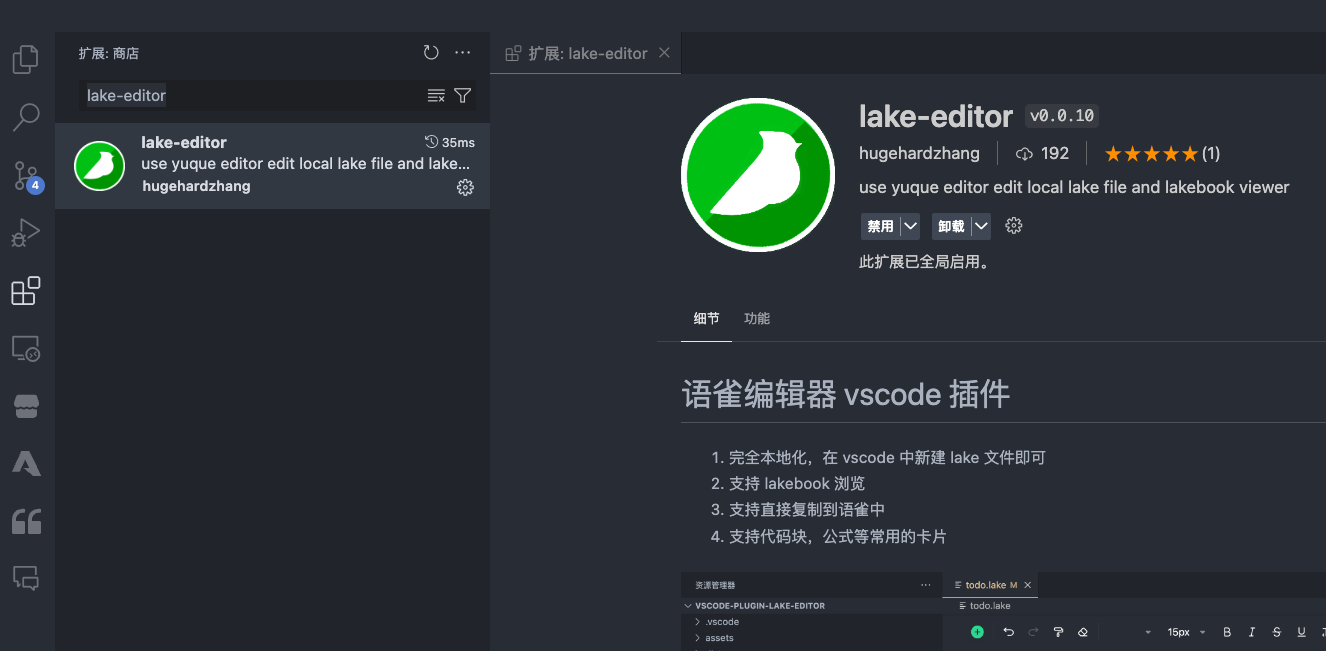 扩展: 商店
lake-editor
lake-editor
35ms
use yuque editor edit local lake file and lake...
hugehardzhang
4
扩展: lake-editor
lake-editor v0.0.10
hugehardzhang 192 (1)
use yuque editor edit local lake file and lakebook viewer
禁用 卸载
此扩展已全局启用。
细节 功能
语雀编辑器 vscode 插件
1. 完全本地化，在 vscode 中新建 lake 文件即可
2. 支持 lakebook 浏览
3. 支持直接复制到语雀中
4. 支持代码块，公式等常用的卡片
资源管理器
VSCODE-PLUGIN-LAKE-EDITOR
.vscode
assets
todo.lake M
todo.lake
15px B I S U